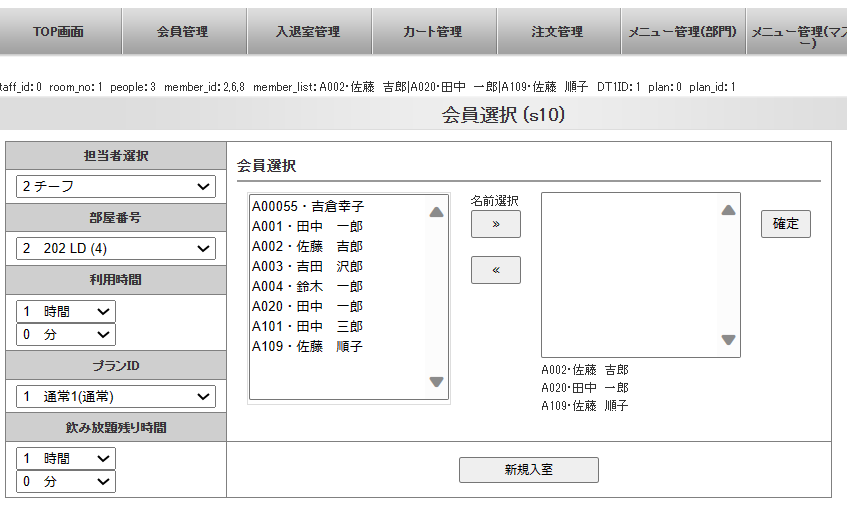 TOP画面 会員管理 入退室管理 カート管理 注文管理 メニュー管理(部門) メニュー管理(マス
ー)
taff_id:0 room_no:1 people:3 member_id:2,6,8 member_list:A002・佐藤 吉郎|A020・田中 一郎|A109・佐藤 順子 DT1ID:1 plan:0 plan_id:1
会員選択(s10)
担当者選択
2 チーフ
部屋番号
2 202 LD (4)
利用時間
1 時間
0 分
プランID
1 通常1(通常)
飲み放題残り時間
1 時間
0 分
会員選択
A00055・吉倉幸子
A001・田中 一郎
A002・佐藤 吉郎
A003・吉田 沢郎
A004・鈴木 一郎
A020・田中 一郎
A101・田中 三郎
A109・佐藤 順子
名前選択
»
«
A002・佐藤 吉郎
A020・田中 一郎
A109・佐藤 順子
確定
新規入室